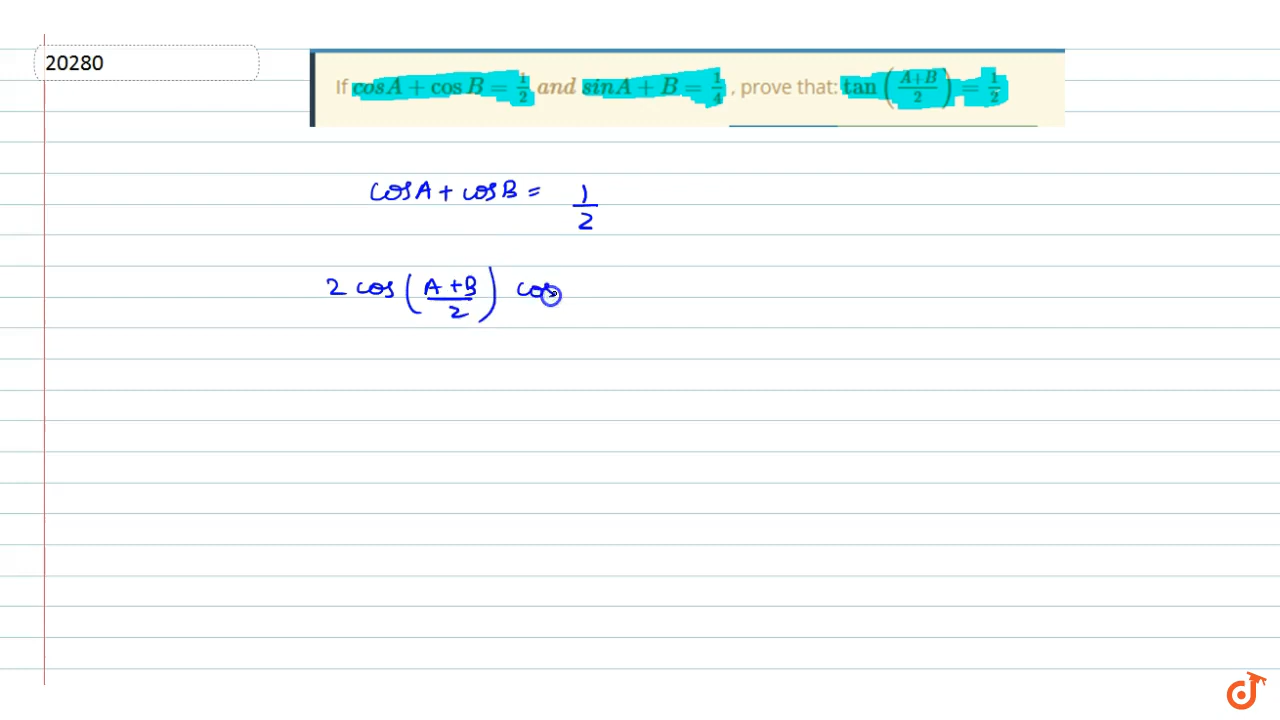 20280
If cosA + cos B = 1/2 and sinA + B = 1/4 , prove that: tan (A+B/2) = 1/2
cosA + cosB = 1/2
2 cos (A+B/2) cos